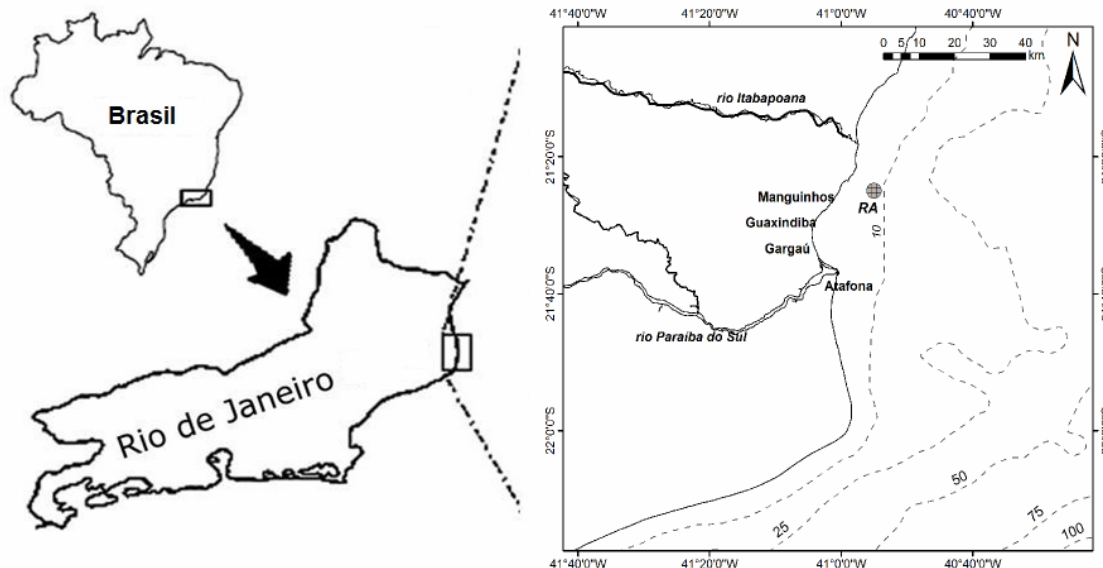 Brasil
Rio de Janeiro
41°40'0"W 41°20'0"W 41°0'0"W 40°40'0"W
0 5 10 20 30 40
km
N
rio Itabapoana
21°20'0"S
Manguinhos
RA
Guaxindiba
10
Gargaú
Atafona
21°40'0"S
rio Paraíba do Sul
22°0'0"S
50
25
75
100
41°40'0"W 41°20'0"W 41°0'0"W 40°40'0"W